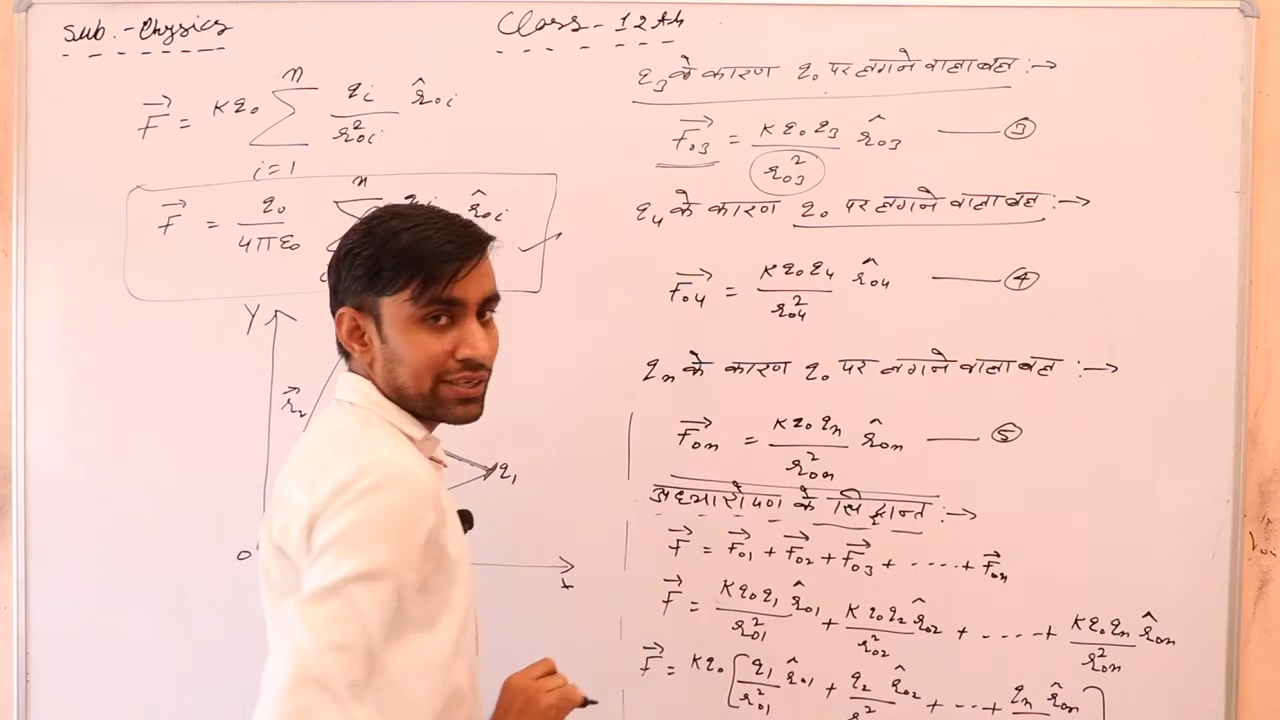 Sub. - Physics
Class - 12th
F⃗ = Kq₀ Σ (i=1 to n) qᵢ/r²₀ᵢ r̂₀ᵢ
F⃗ = q₀/4πε₀ Σ n r̂₀ᵢ
Y
r⃗₂
q₁
O
x
q₃ के कारण q₀ पर लगने वाला बल :→
F⃗₀₃ = Kq₀q₃/r²₀₃ r̂₀₃ —— ③
q₄ के कारण q₀ पर लगने वाला बल :→
F⃗₀₄ = Kq₀q₄/r²₀₄ r̂₀₄ —— ④
qₙ के कारण q₀ पर लगने वाला बल :→
F⃗₀ₙ = Kq₀qₙ/r²₀ₙ r̂₀ₙ —— ⑤
अध्यारोपण के सिद्धान्त :→
F⃗ = F⃗₀₁ + F⃗₀₂ + F⃗₀₃ + ..... + F⃗₀ₙ
F⃗ = Kq₀q₁/r²₀₁ r̂₀₁ + Kq₀q₂/r²₀₂ r̂₀₂ + ..... + Kq₀qₙ/r²₀ₙ r̂₀ₙ
F⃗ = Kq₀ [q₁/r²₀₁ r̂₀₁ + q₂/r² r̂₀₂ + ... + qₙ r̂₀ₙ]